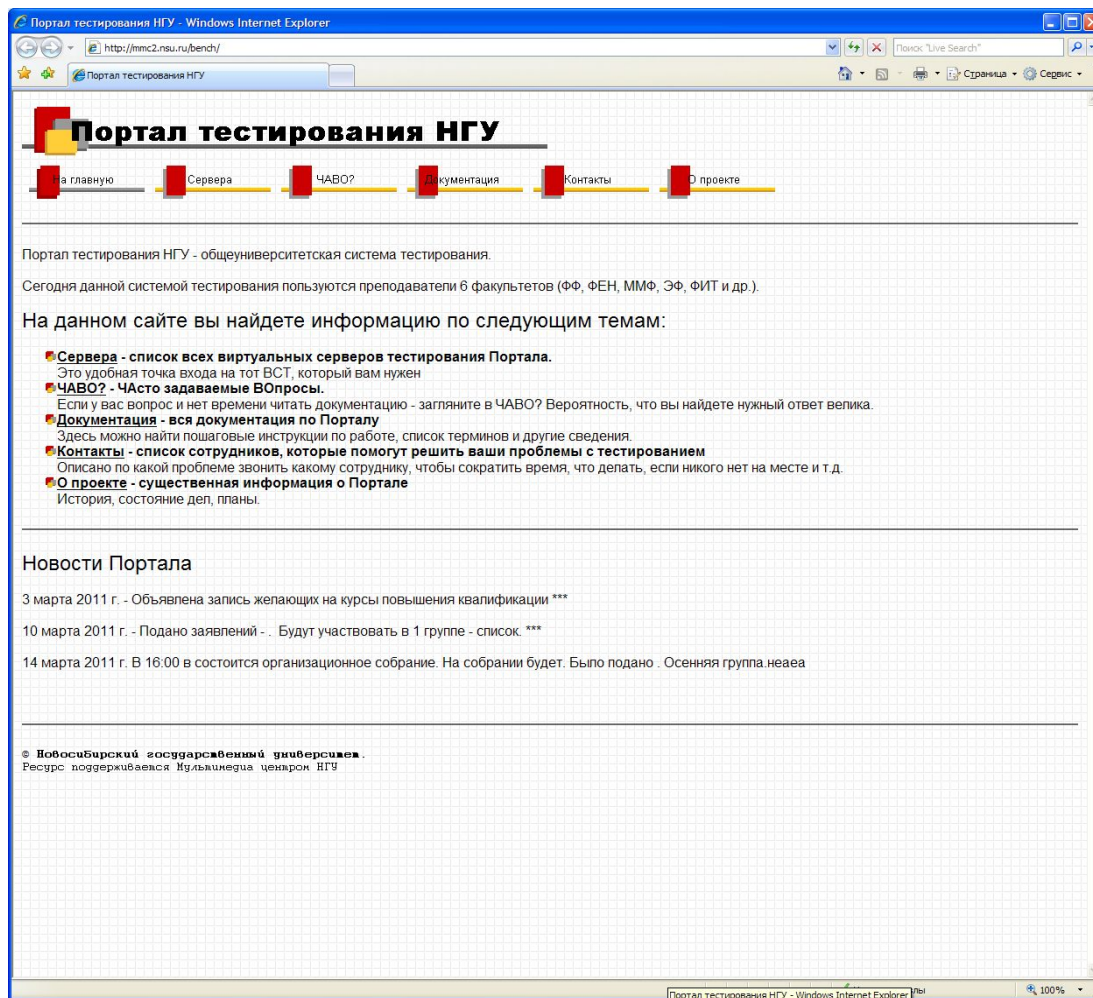 Портал тестирования НГУ - Windows Internet Explorer
http://mmc2.nsu.ru/bench/
Поиск "Live Search"
Портал тестирования НГУ
Страница
Сервис
Портал тестирования НГУ
На главную
Сервера
ЧАВО?
Документация
Контакты
О проекте
Портал тестирования НГУ - общеуниверситетская система тестирования.
Сегодня данной системой тестирования пользуются преподаватели 6 факультетов (ФФ, ФЕН, ММФ, ЭФ, ФИТ и др.).
На данном сайте вы найдете информацию по следующим темам:
Сервера - список всех виртуальных серверов тестирования Портала.
Это удобная точка входа на тот ВСТ, который вам нужен
ЧАВО? - ЧАсто задаваемые ВОпросы.
Если у вас вопрос и нет времени читать документацию - загляните в ЧАВО? Вероятность, что вы найдете нужный ответ велика.
Документация - вся документация по Порталу
Здесь можно найти пошаговые инструкции по работе, список терминов и другие сведения.
Контакты - список сотрудников, которые помогут решить ваши проблемы с тестированием
Описано по какой проблеме звонить какому сотруднику, чтобы сократить время, что делать, если никого нет на месте и т.д.
О проекте - существенная информация о Портале
История, состояние дел, планы.
Новости Портала
3 марта 2011 г. - Объявлена запись желающих на курсы повышения квалификации ***
10 марта 2011 г. - Подано заявлений - . Будут участвовать в 1 группе - список. ***
14 марта 2011 г. В 16:00 в состоится организационное собрание. На собрании будет. Было подано . Осенняя группа.неаеа
© Новосибирский государственный университет.
Ресурс поддерживается Мультимедиа центром НГУ
Портал тестирования НГУ - Windows Internet Explorer
100%